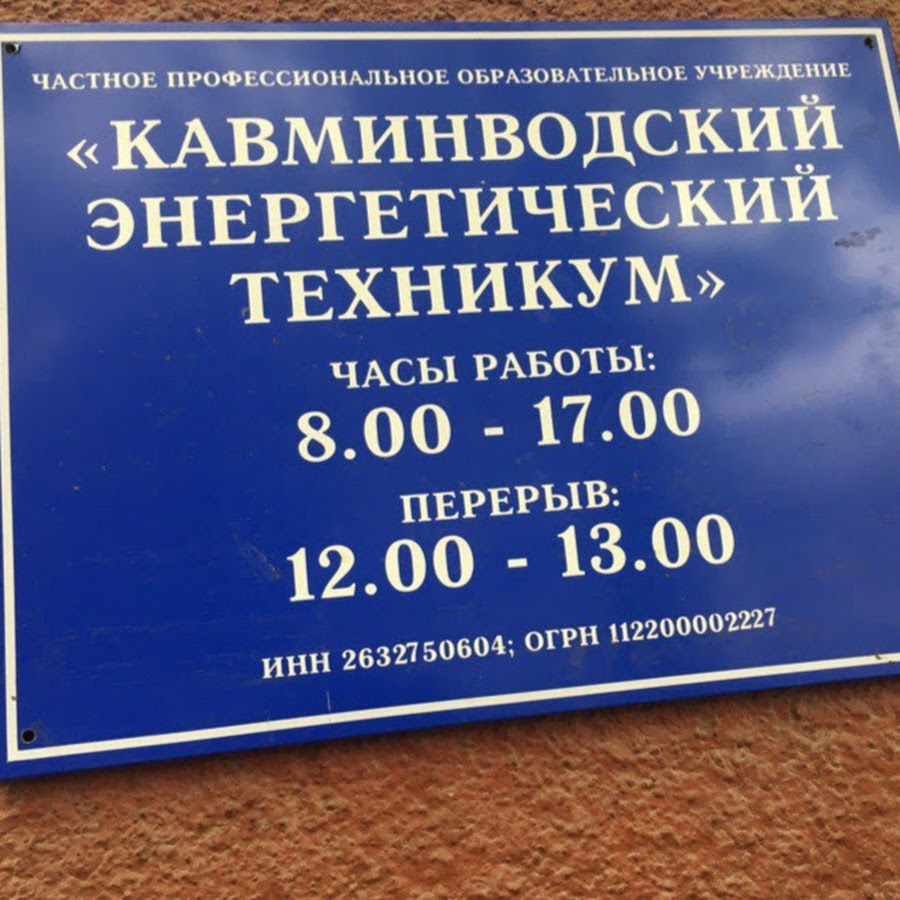 ЧАСТНОЕ ПРОФЕССИОНАЛЬНОЕ ОБРАЗОВАТЕЛЬНОЕ УЧРЕЖДЕНИЕ
«КАВМИНВОДСКИЙ
ЭНЕРГЕТИЧЕСКИЙ
ТЕХНИКУМ»
ЧАСЫ РАБОТЫ:
8.00 - 17.00
ПЕРЕРЫВ:
12.00 - 13.00
ИНН 2632750604; ОГРН 112200002227